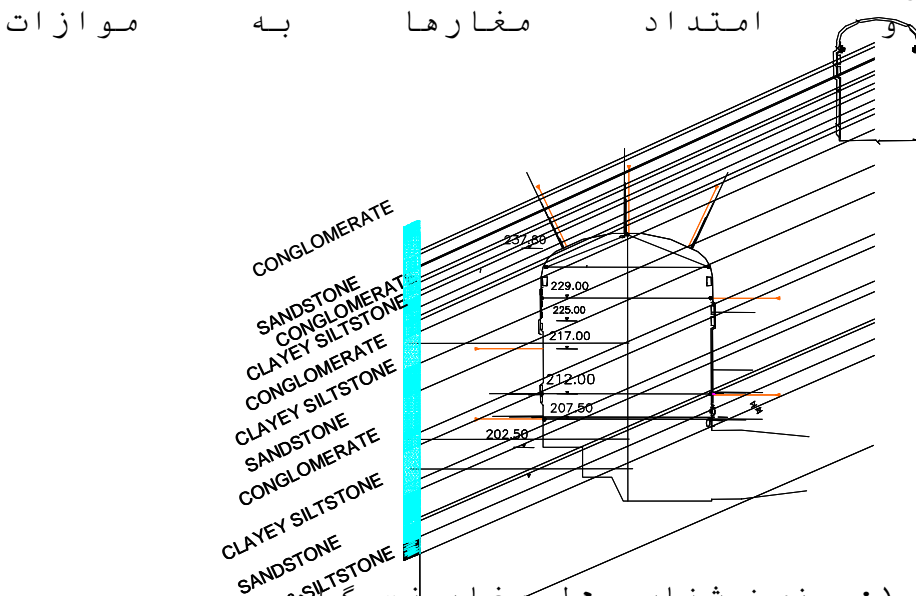 و امتداد مغارها به موازات
CONGLOMERATE
237.80
SANDSTONE
CONGLOMERATE
229.00
225.00
CLAYEY SILTSTONE
217.00
CONGLOMERATE
212.00
CLAYEY SILTSTONE
207.50
SANDSTONE
202.50
CONGLOMERATE
CLAYEY SILTSTONE
SANDSTONE
SILTSTONE